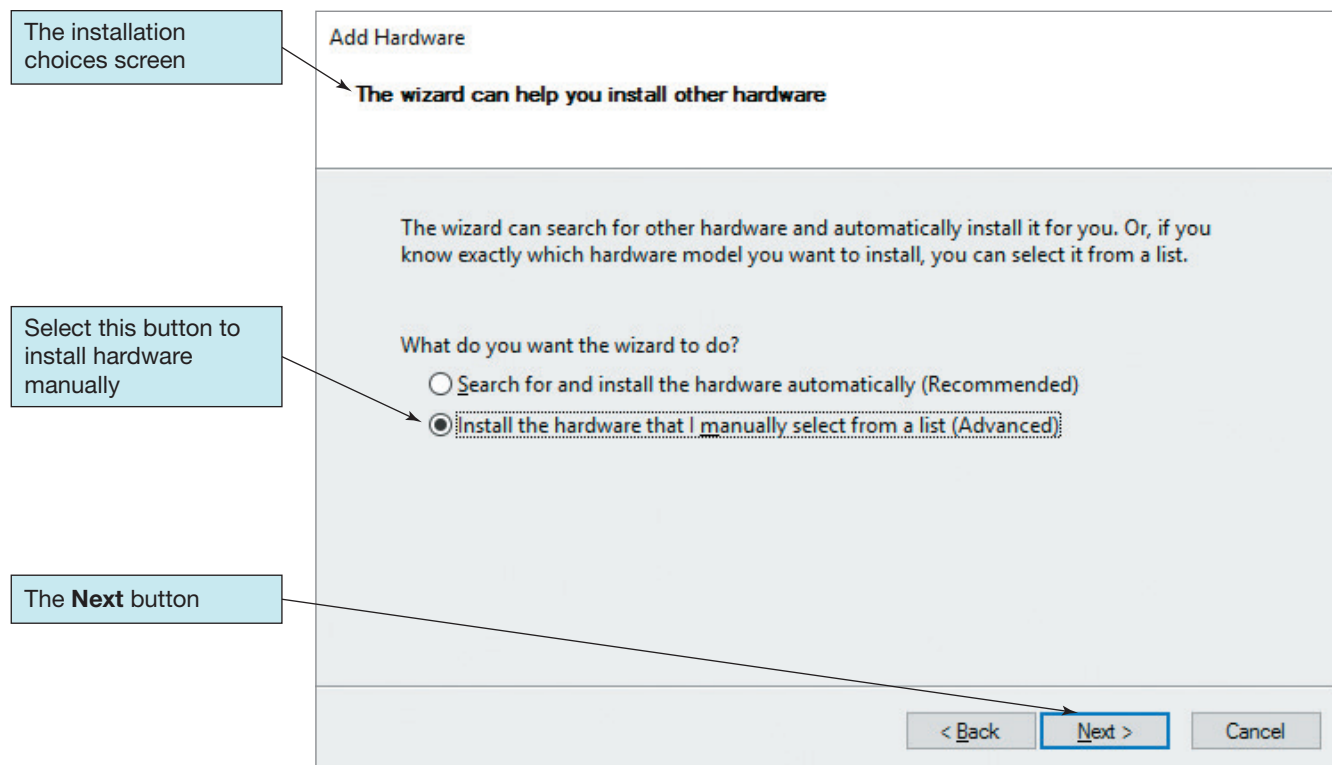 The installation
choices screen
Add Hardware
The wizard can help you install other hardware
The wizard can search for other hardware and automatically install it for you. Or, if you
know exactly which hardware model you want to install, you can select it from a list.
Select this button to
install hardware
manually
What do you want the wizard to do?
Search for and install the hardware automatically (Recommended)
Install the hardware that I manually select from a list (Advanced)
The Next button
< Back
Next >
Cancel